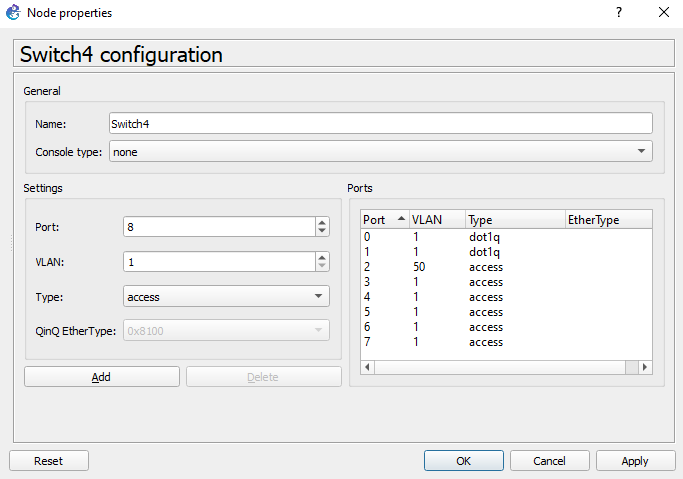 Node properties
?
Switch4 configuration
General
Name: Switch4
Console type: none
Settings
Port: 8
VLAN: 1
Type: access
QinQ EtherType: 0x8100
Add Delete
Ports
Port VLAN Type EtherType
0 1 dot1q
1 1 dot1q
2 50 access
3 1 access
4 1 access
5 1 access
6 1 access
7 1 access
Reset OK Cancel Apply